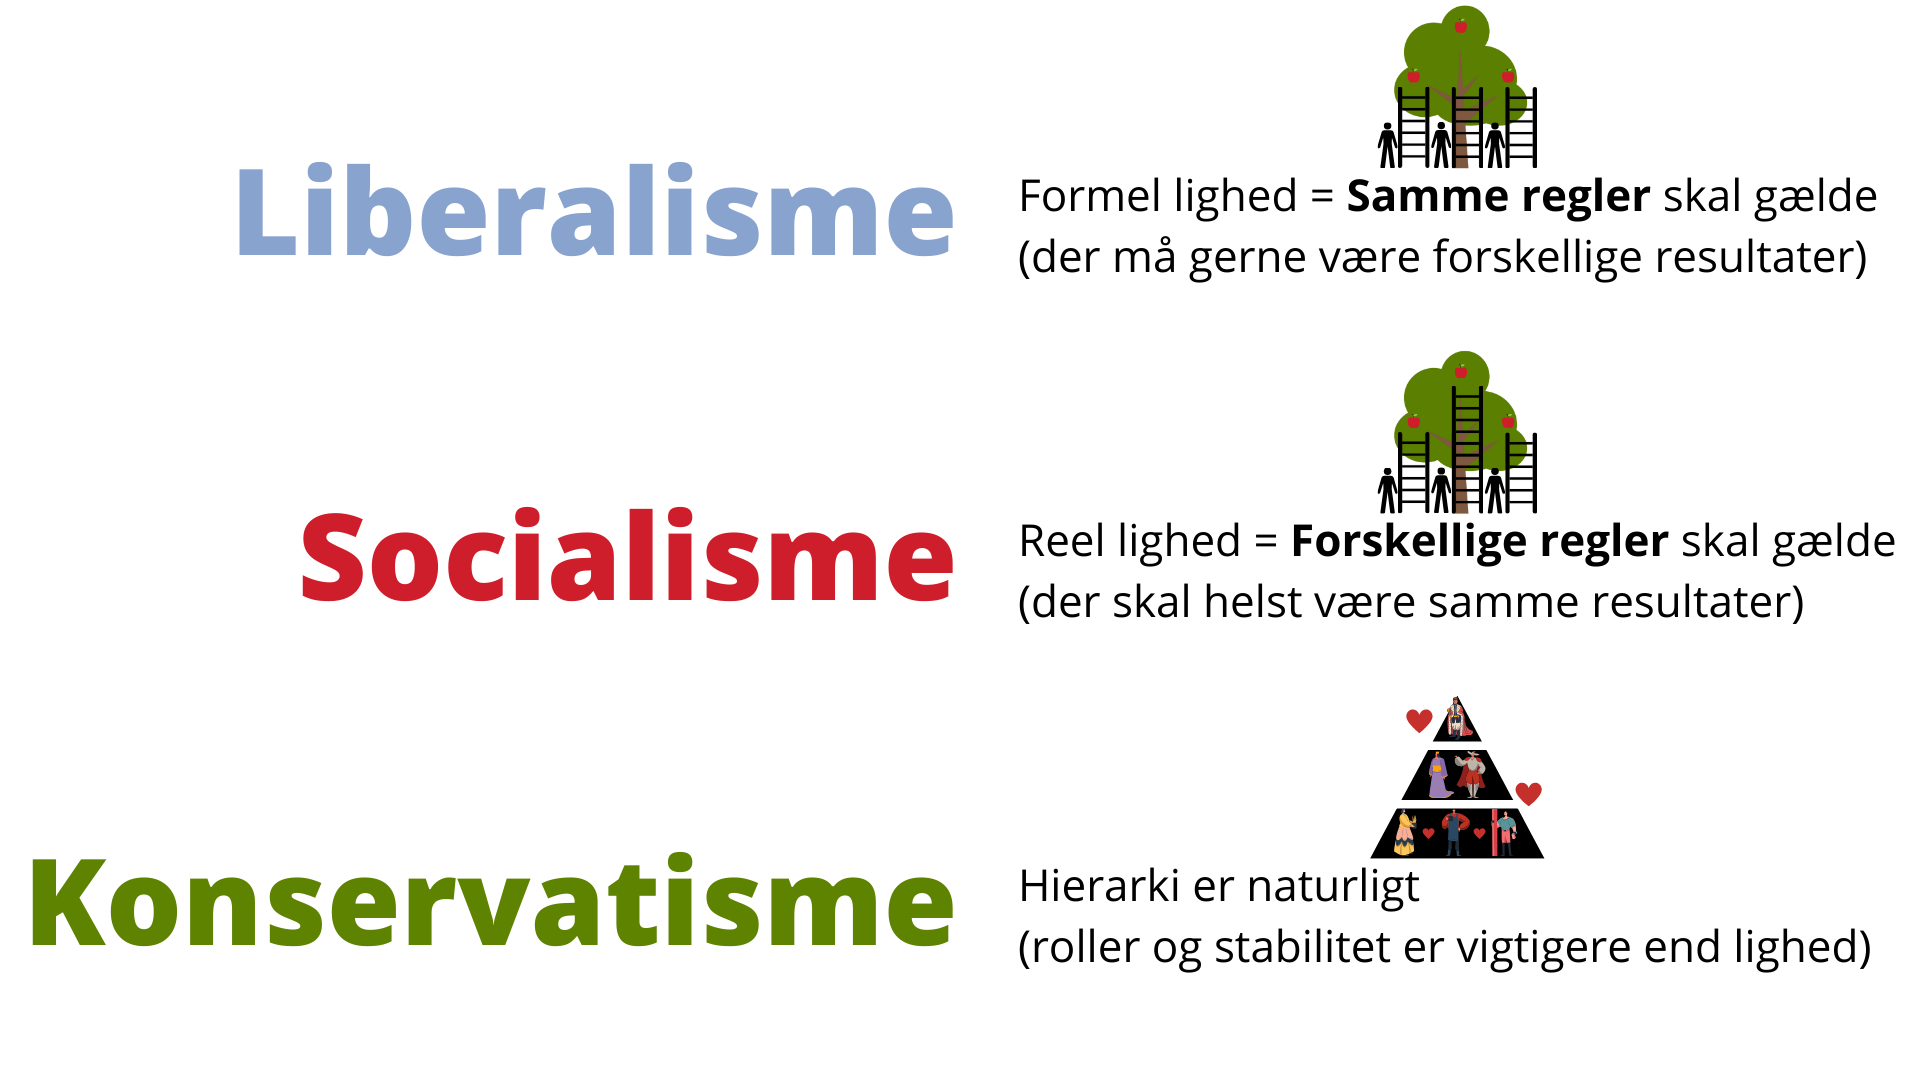 Liberalisme
Formel lighed = Samme regler skal gælde
(der må gerne være forskellige resultater)
Socialisme
Reel lighed = Forskellige regler skal gælde
(der skal helst være samme resultater)
Konservatisme
Hierarki er naturligt
(roller og stabilitet er vigtigere end lighed)